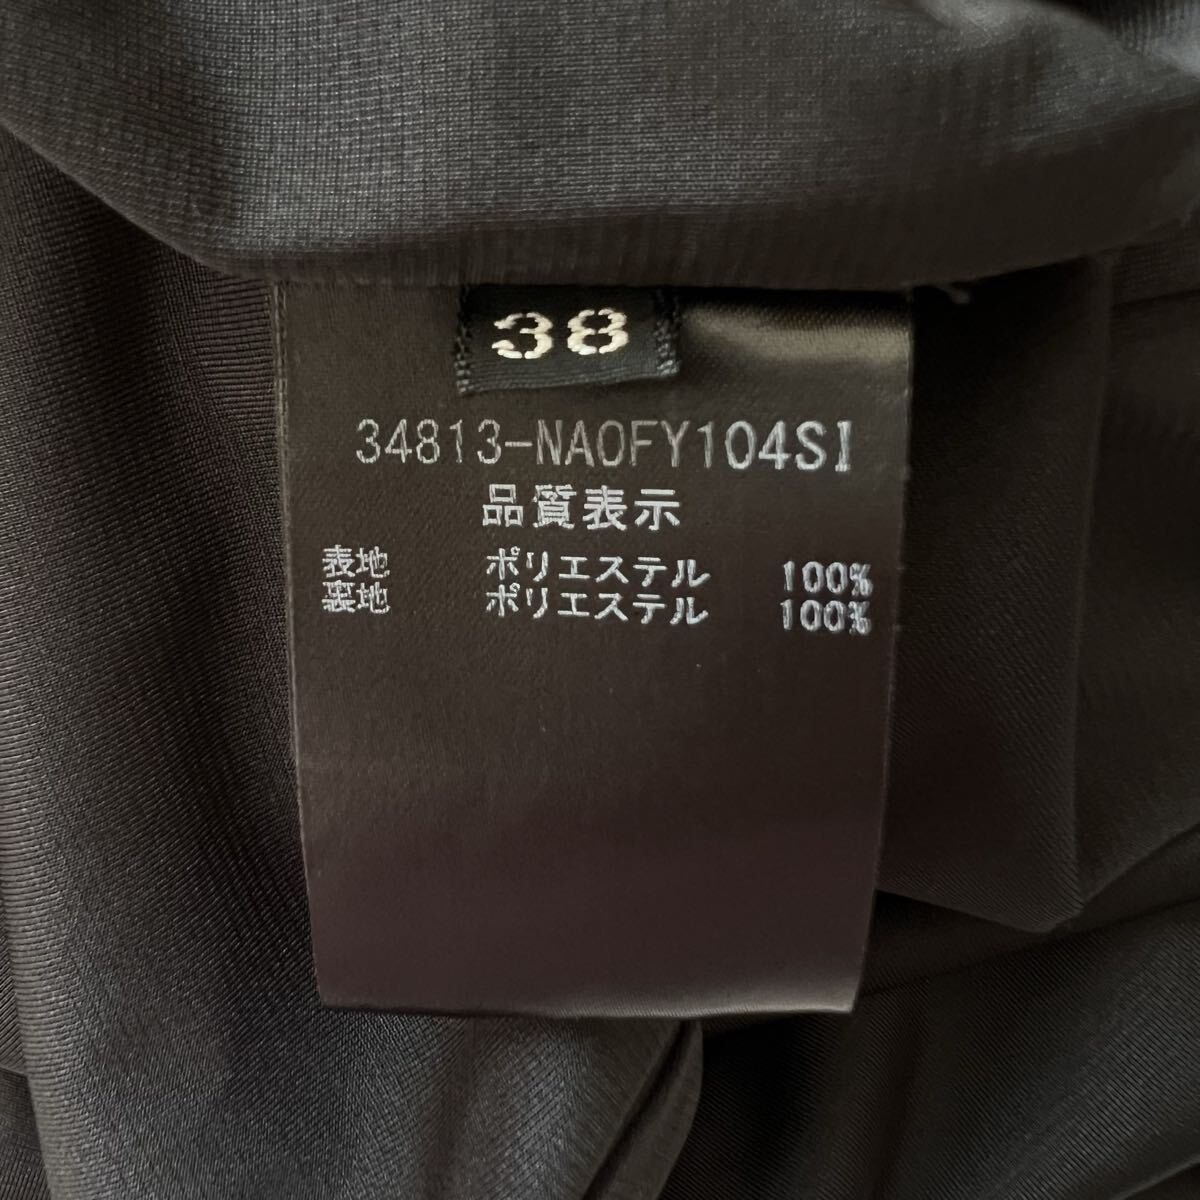 38
34813-NAOFY104SI
品質表示
表地 ポリエステル 100%
裏地 ポリエステル 100%